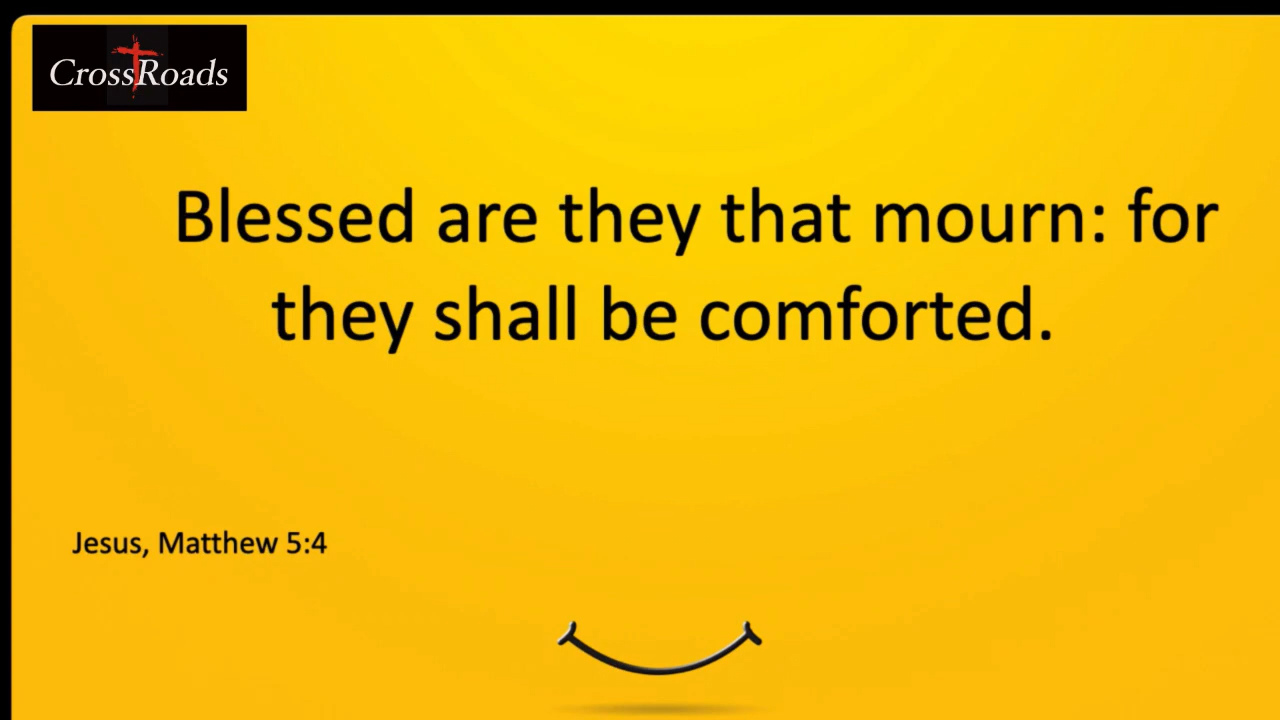 CrossRoads
Blessed are they that mourn: for
they shall be comforted.
Jesus, Matthew 5:4